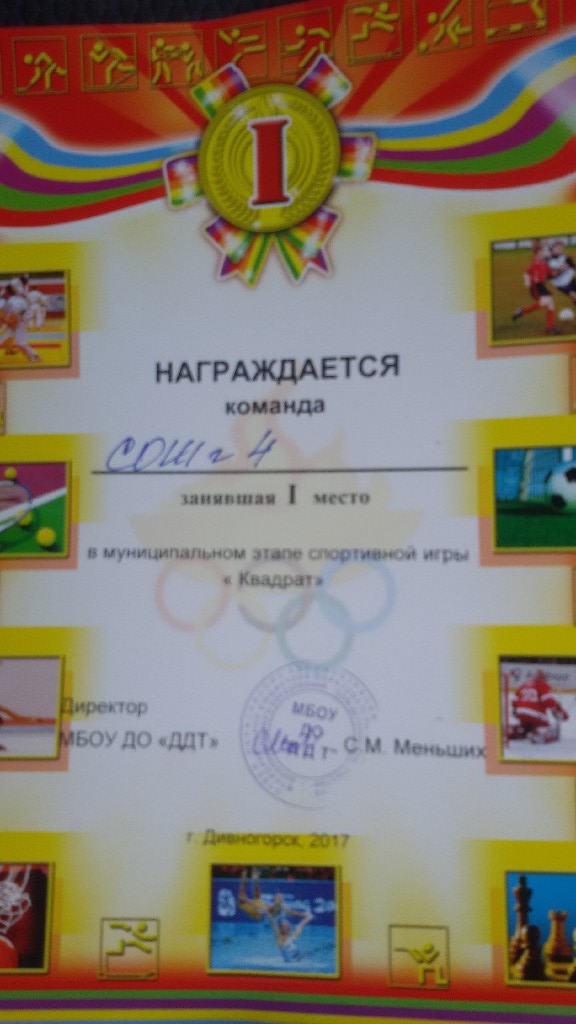 I
НАГРАЖДАЕТСЯ
команда
СОШ № 4
занявшая I место
в муниципальном этапе спортивной игры
« Квадрат»
Директор
МБОУ ДО «ДДТ»
С.М. Меньших
МБОУ
ДО
ДДТ
г. Дивногорск, 2017